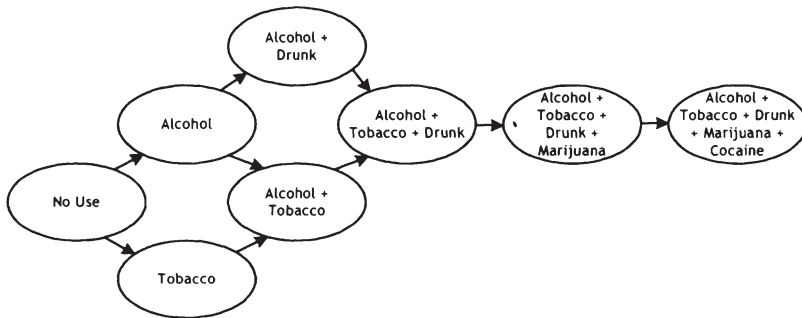 Alcohol +
Drunk
Alcohol
Alcohol +
Tobacco + Drunk
Alcohol +
Tobacco +
Drunk +
Marijuana
Alcohol +
Tobacco + Drunk
+ Marijuana +
Cocaine
No Use
Alcohol +
Tobacco
Tobacco